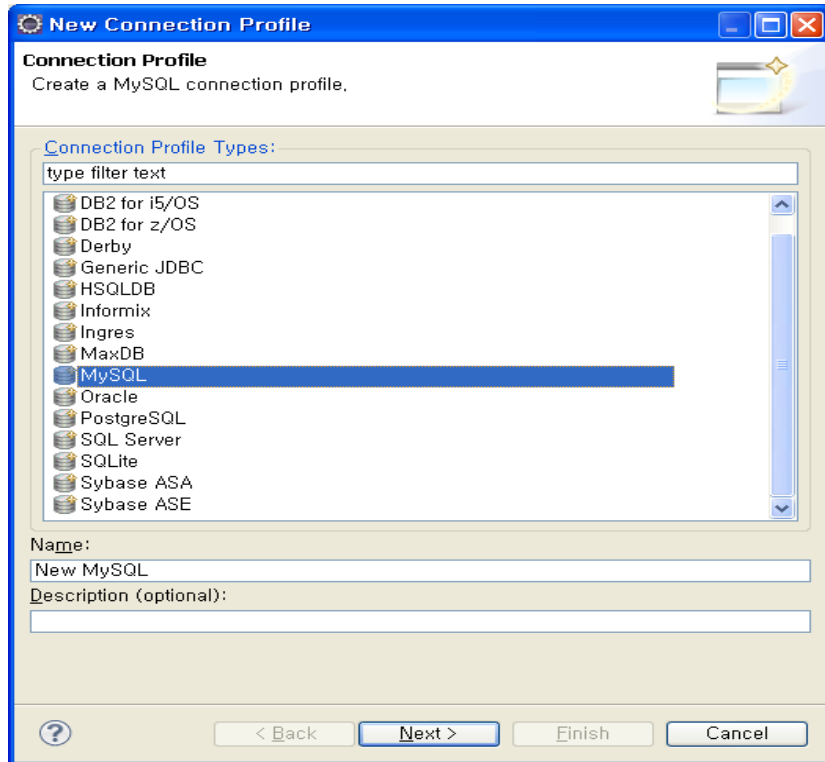 New Connection Profile
Connection Profile
Create a MySQL connection profile,
Connection Profile Types:
type filter text
DB2 for i5/OS
DB2 for z/OS
Derby
Generic JDBC
HSQLDB
Informix
Ingres
MaxDB
MySQL
Oracle
PostgreSQL
SQL Server
SQLite
Sybase ASA
Sybase ASE
Name:
New MySQL
Description (optional):
? < Back Next > Finish Cancel